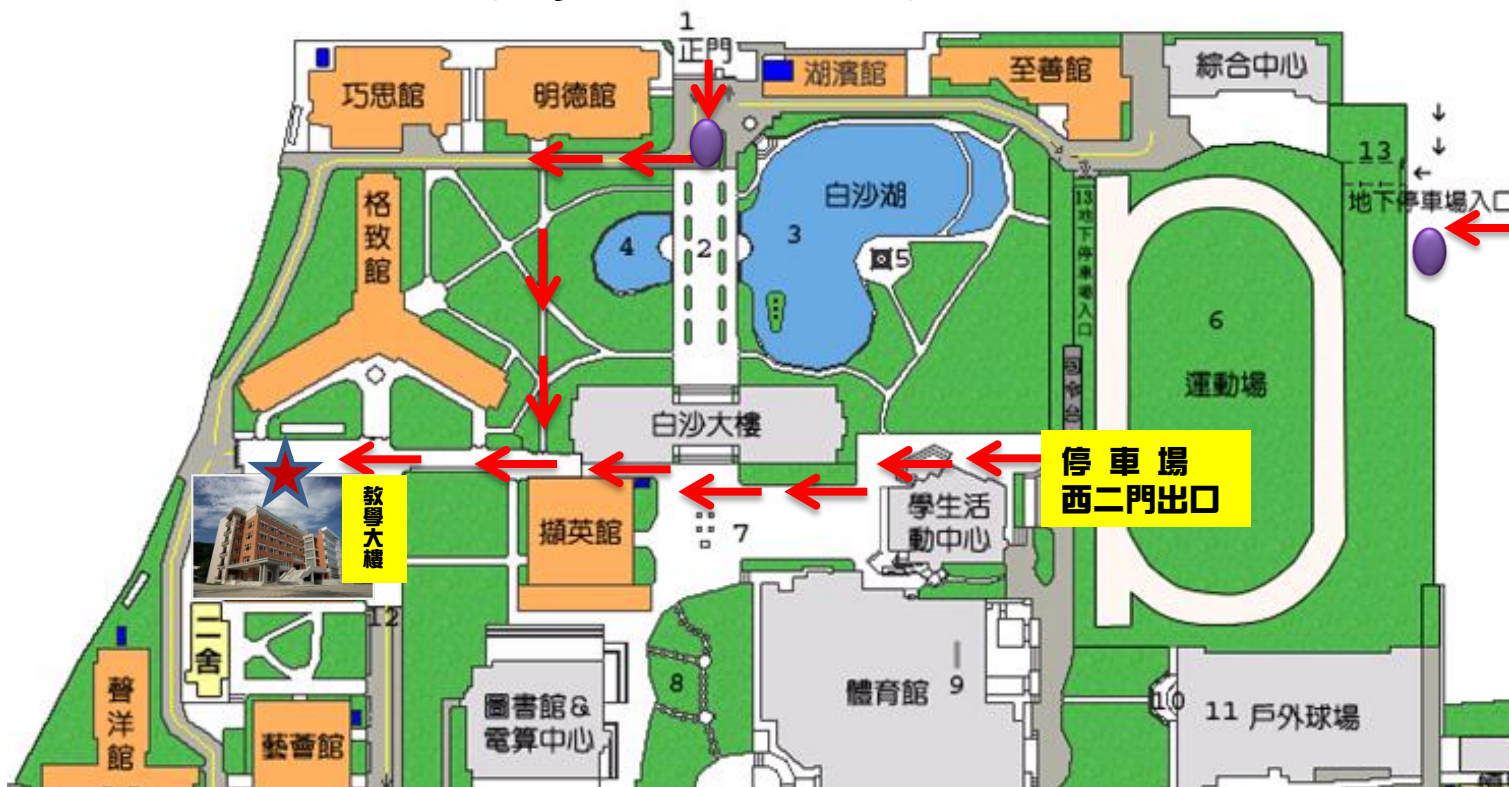 1
正門
巧思館
明德館
湖濱館
至善館
綜合中心
13
地下停車場入口
格致館
白沙湖
4
2
3
5
13地下停車場入口
司令台
6
運動場
白沙大樓
停車場
西二門出口
教學大樓
擷英館
7
學生活
動中心
12
二舍
聲洋館
藝薈館
圖書館&
電算中心
8
體育館
9
10
11 戶外球場